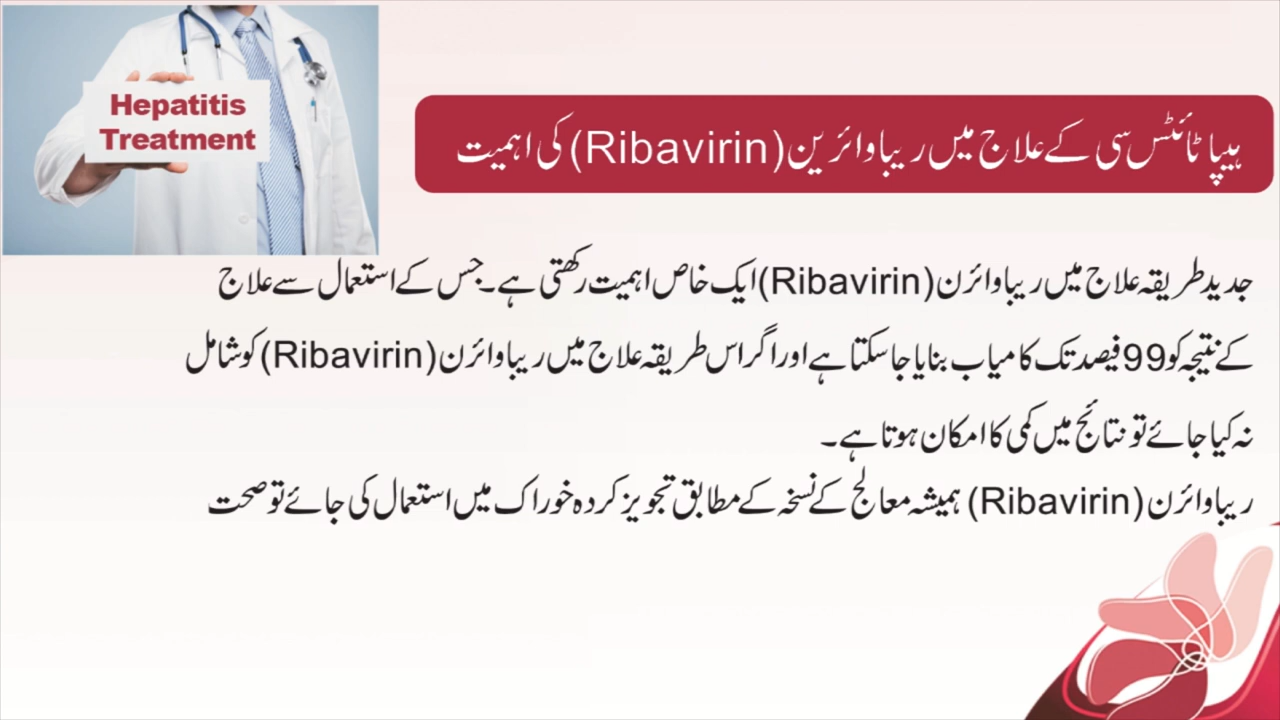 Hepatitis
Treatment
ہیپاٹائٹس سی کے علاج میں ریباوائرین (Ribavirin) کی اہمیت
جدید طریقہ علاج میں ریباوائرن (Ribavirin) ایک خاص اہمیت رکھتی ہے۔ جس کے استعمال سے علاج
کے نتیجہ کو 99 فیصد تک کامیاب بنایا جاسکتا ہے اور اگر اس طریقہ علاج میں ریباوائرن (Ribavirin) کو شامل
نہ کیا جائے تو نتائج میں کمی کا امکان ہوتا ہے۔
ریباوائرن (Ribavirin) ہمیشہ معالج کے نسخہ کے مطابق تجویز کردہ خوراک میں استعمال کی جائے تو صحت